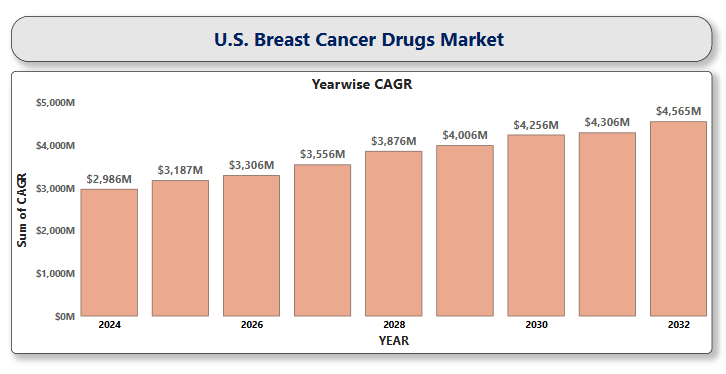 U.S. Breast Cancer Drugs Market
Yearwise CAGR
Sum of CAGR
$5,000M
$4,000M
$3,000M
$2,000M
$1,000M
$0M
$2,986M
$3,187M
$3,306M
$3,556M
$3,876M
$4,006M
$4,256M
$4,306M
$4,565M
2024
2026
2028
2030
2032
YEAR